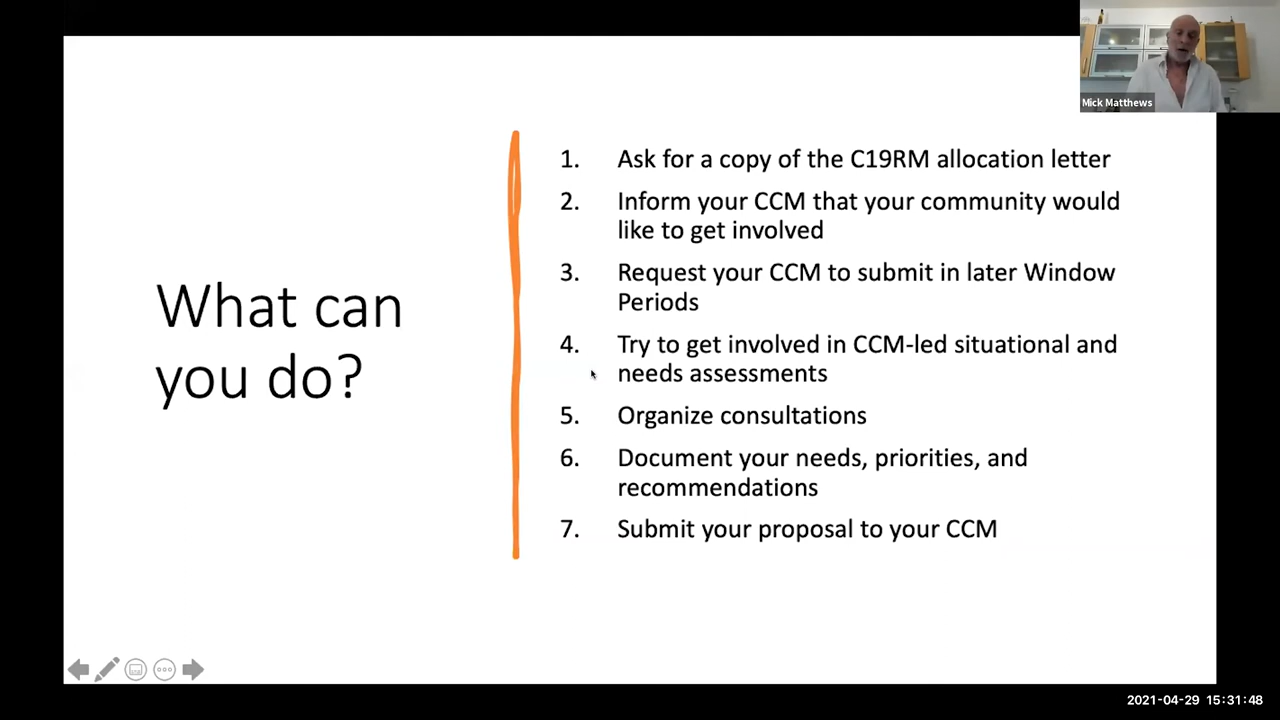 Mick Matthews
What can
you do?
1. Ask for a copy of the C19RM allocation letter
2. Inform your CCM that your community would
like to get involved
3. Request your CCM to submit in later Window
Periods
4. Try to get involved in CCM-led situational and
needs assessments
5. Organize consultations
6. Document your needs, priorities, and
recommendations
7. Submit your proposal to your CCM
2021-04-29 15:31:48